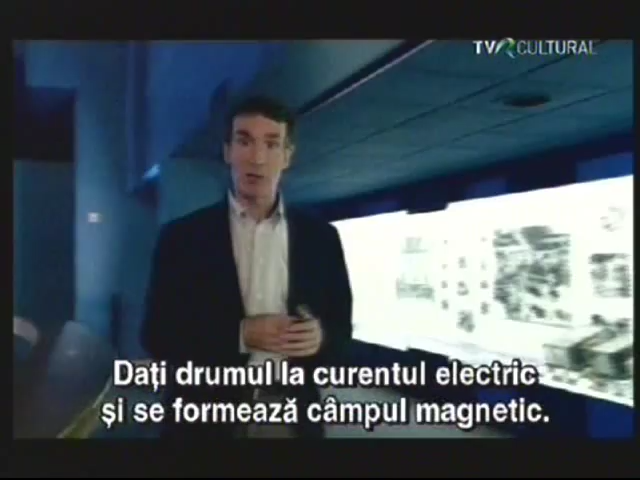 TVR CULTURAL
Dați drumul la curentul electric
și se formează câmpul magnetic.